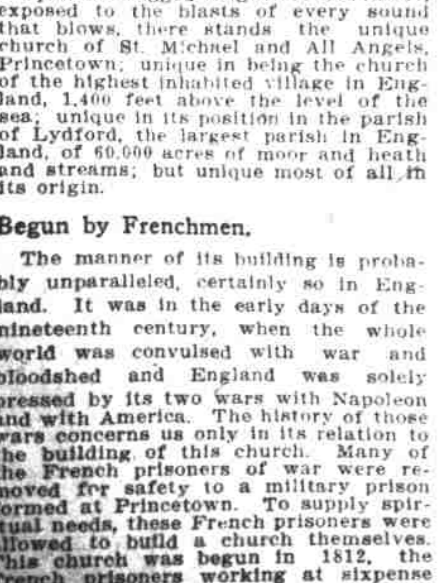 exposed to the blasts of every sound
that blows, there stands the unique
church of St. Michael and All Angels,
Princetown; unique in being the church
of the highest inhabited village in Eng-
land, 1,400 feet above the level of the
sea; unique in its position in the parish
of Lydford, the largest parish in Eng-
land, of 60,000 acres of moor and heath
and streams; but unique most of all in
its origin.
Begun by Frenchmen.
The manner of its building is proba-
bly unparalleled, certainly so in Eng-
land. It was in the early days of the
nineteenth century, when the whole
world was convulsed with war and
bloodshed and England was solely
pressed by its two wars with Napoleon
and with America. The history of those
wars concerns us only in its relation to
the building of this church. Many of
the French prisoners of war were re-
moved for safety to a military prison
formed at Princetown. To supply spir-
tual needs, these French prisoners were
allowed to build a church themselves.
This church was begun in 1812, the
French prisoners working at sixpense